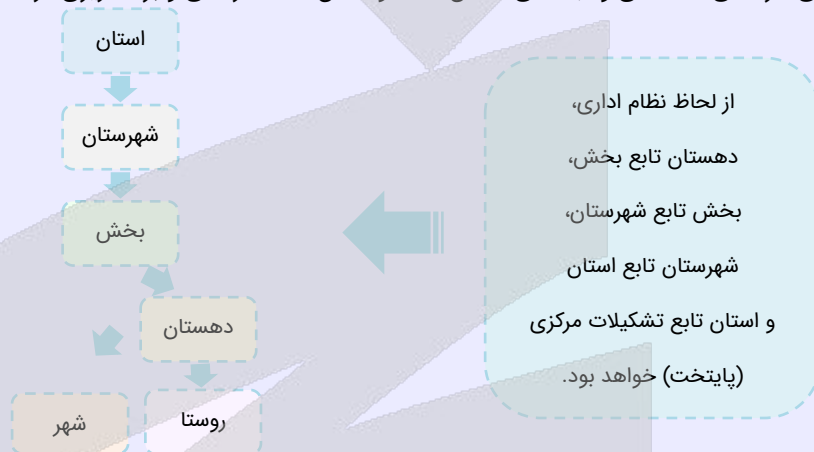 استان
شهرستان
بخش
دهستان
روستا
شهر
از لحاظ نظام اداری،
دهستان تابع بخش،
بخش تابع شهرستان،
شهرستان تابع استان
و استان تابع تشکیلات مرکزی
(پایتخت) خواهد بود.